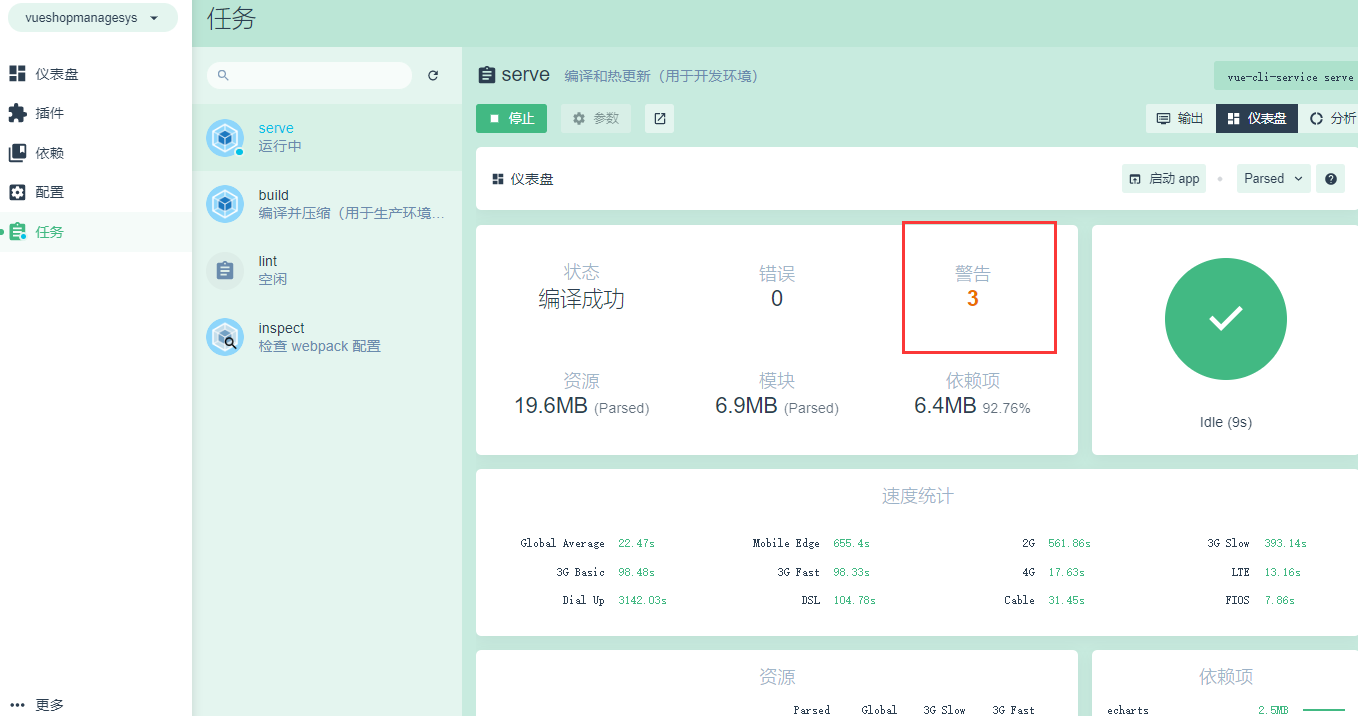 vueshopmanagesys
仪表盘
插件
依赖
配置
任务
更多
任务
serve
运行中
build
编译并压缩（用于生产环境…
lint
空闲
inspect
检查 webpack 配置
serve 编译和热更新（用于开发环境）
vue-cli-service serve
停止 参数
输出 仪表盘 分析
仪表盘
启动 app Parsed
状态 错误 警告
编译成功 0 3
资源 模块 依赖项
19.6MB (Parsed) 6.9MB (Parsed) 6.4MB 92.76%
Idle (9s)
速度统计
Global Average 22.47s Mobile Edge 655.4s 2G 561.86s 3G Slow 393.14s
3G Basic 98.48s 3G Fast 98.33s 4G 17.63s LTE 13.16s
Dial Up 3142.03s DSL 104.78s Cable 31.45s FIOS 7.86s
资源
Parsed Global 3G Slow 3G Fast
依赖项
echarts 2.5MB